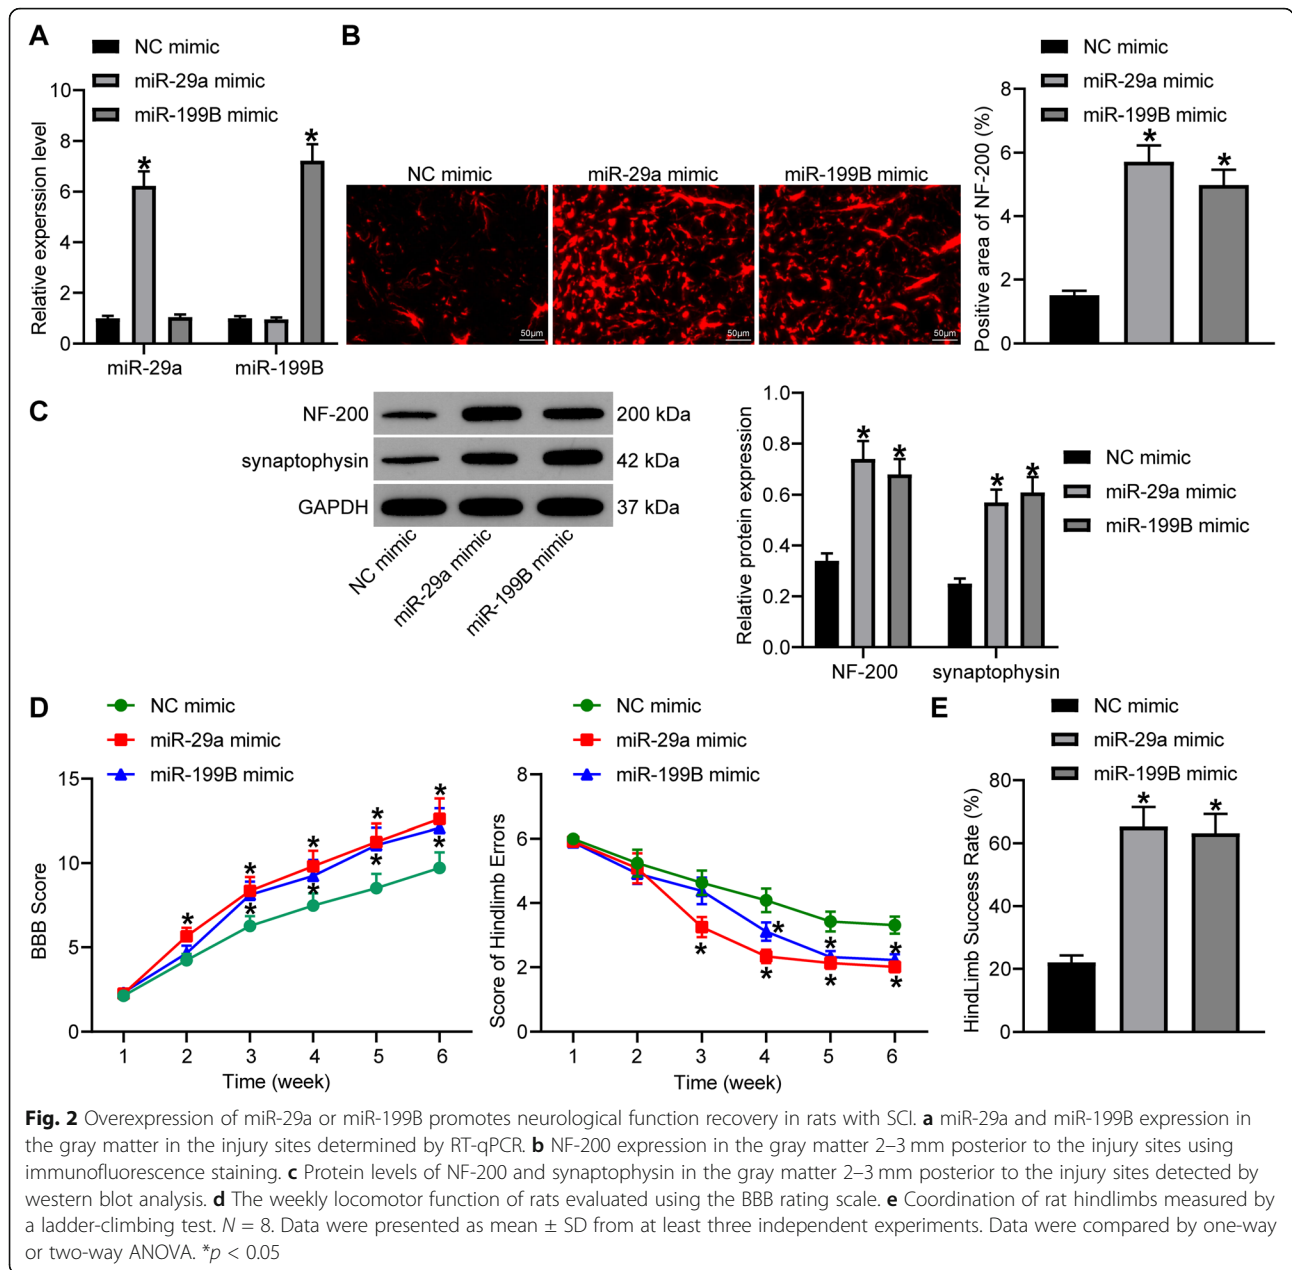 A
NC mimic
miR-29a mimic
miR-199B mimic
Relative experssion level
10
8
6
4
2
0
*
*
miR-29a
miR-199B
B
NC mimic
miR-29a mimic
miR-199B mimic
50μm
50μm
50μm
NC mimic
miR-29a mimic
miR-199B mimic
Positive area of NF-200 (%)
8
6
4
2
0
*
*
C
NF-200
200 kDa
synaptophysin
42 kDa
GAPDH
37 kDa
NC mimic
miR-29a mimic
miR-199B mimic
Relative protein expression
1.0
0.8
0.6
0.4
0.2
0.0
*
*
*
*
NF-200
synaptophysin
NC mimic
miR-29a mimic
miR-199B mimic
D
NC mimic
miR-29a mimic
miR-199B mimic
BBB Score
15
10
5
0
*
*
*
*
*
*
*
*
*
1 2 3 4 5 6
Time (week)
NC mimic
miR-29a mimic
miR-199B mimic
Score of Hindlimb Errors
8
6
4
2
0
*
*
*
*
*
*
*
1 2 3 4 5 6
Time (week)
E
NC mimic
miR-29a mimic
miR-199B mimic
HindLimb Success Rate (%)
80
60
40
20
0
*
*
Fig. 2 Overexpression of miR-29a or miR-199B promotes neurological function recovery in rats with SCI. a miR-29a and miR-199B expression in
the gray matter in the injury sites determined by RT-qPCR. b NF-200 expression in the gray matter 2–3 mm posterior to the injury sites using
immunofluorescence staining. c Protein levels of NF-200 and synaptophysin in the gray matter 2–3 mm posterior to the injury sites detected by
western blot analysis. d The weekly locomotor function of rats evaluated using the BBB rating scale. e Coordination of rat hindlimbs measured by
a ladder-climbing test. N = 8. Data were presented as mean ± SD from at least three independent experiments. Data were compared by one-way
or two-way ANOVA. *p < 0.05